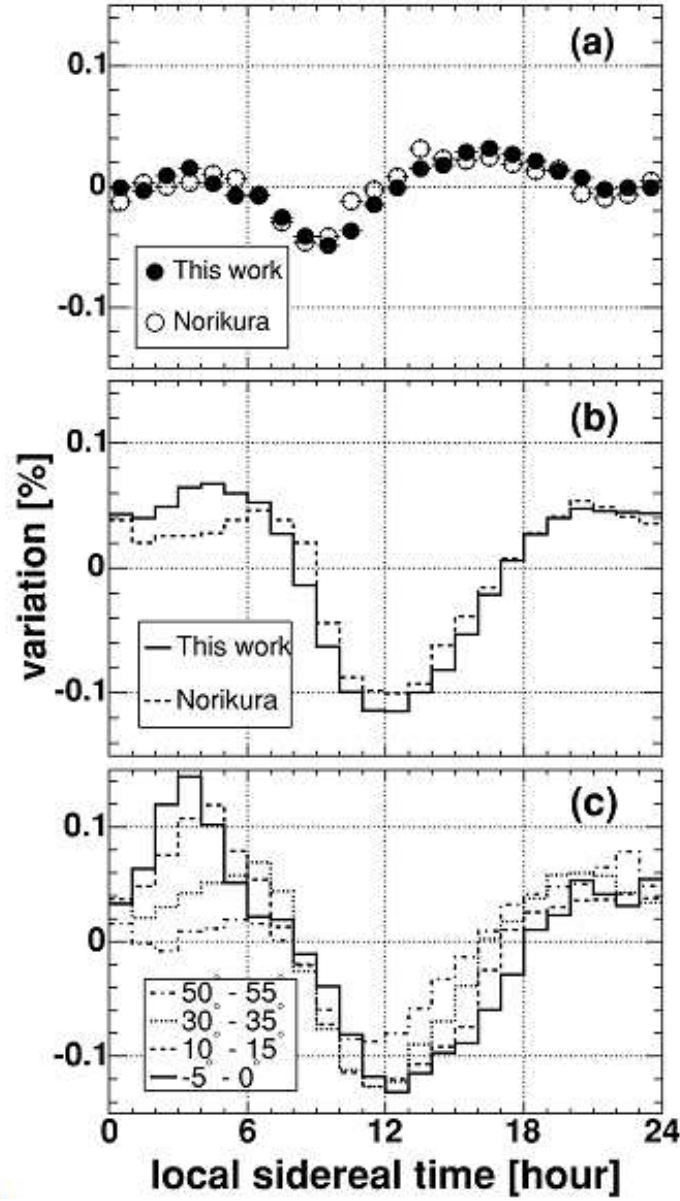 (a)
0.1
0
-0.1
This work
Norikura
(b)
0.1
0
-0.1
This work
Norikura
variation [%]
(c)
0.1
0
-0.1
50° - 55°
30° - 35°
10° - 15°
-5° - 0°
0 6 12 18 24
local sidereal time [hour]